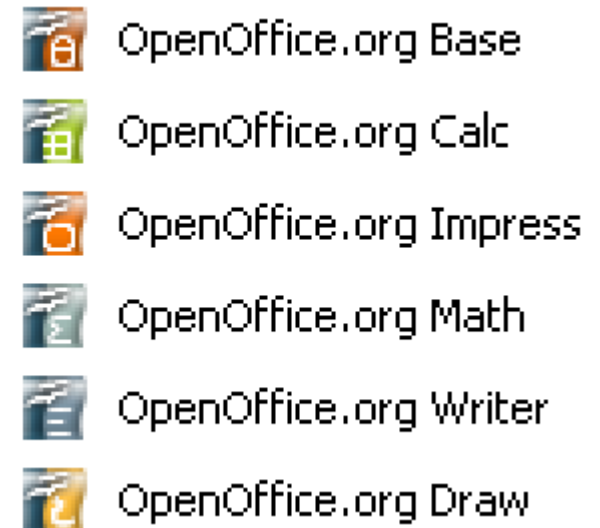 OpenOffice.org Base
OpenOffice.org Calc
OpenOffice.org Impress
OpenOffice.org Math
OpenOffice.org Writer
OpenOffice.org Draw